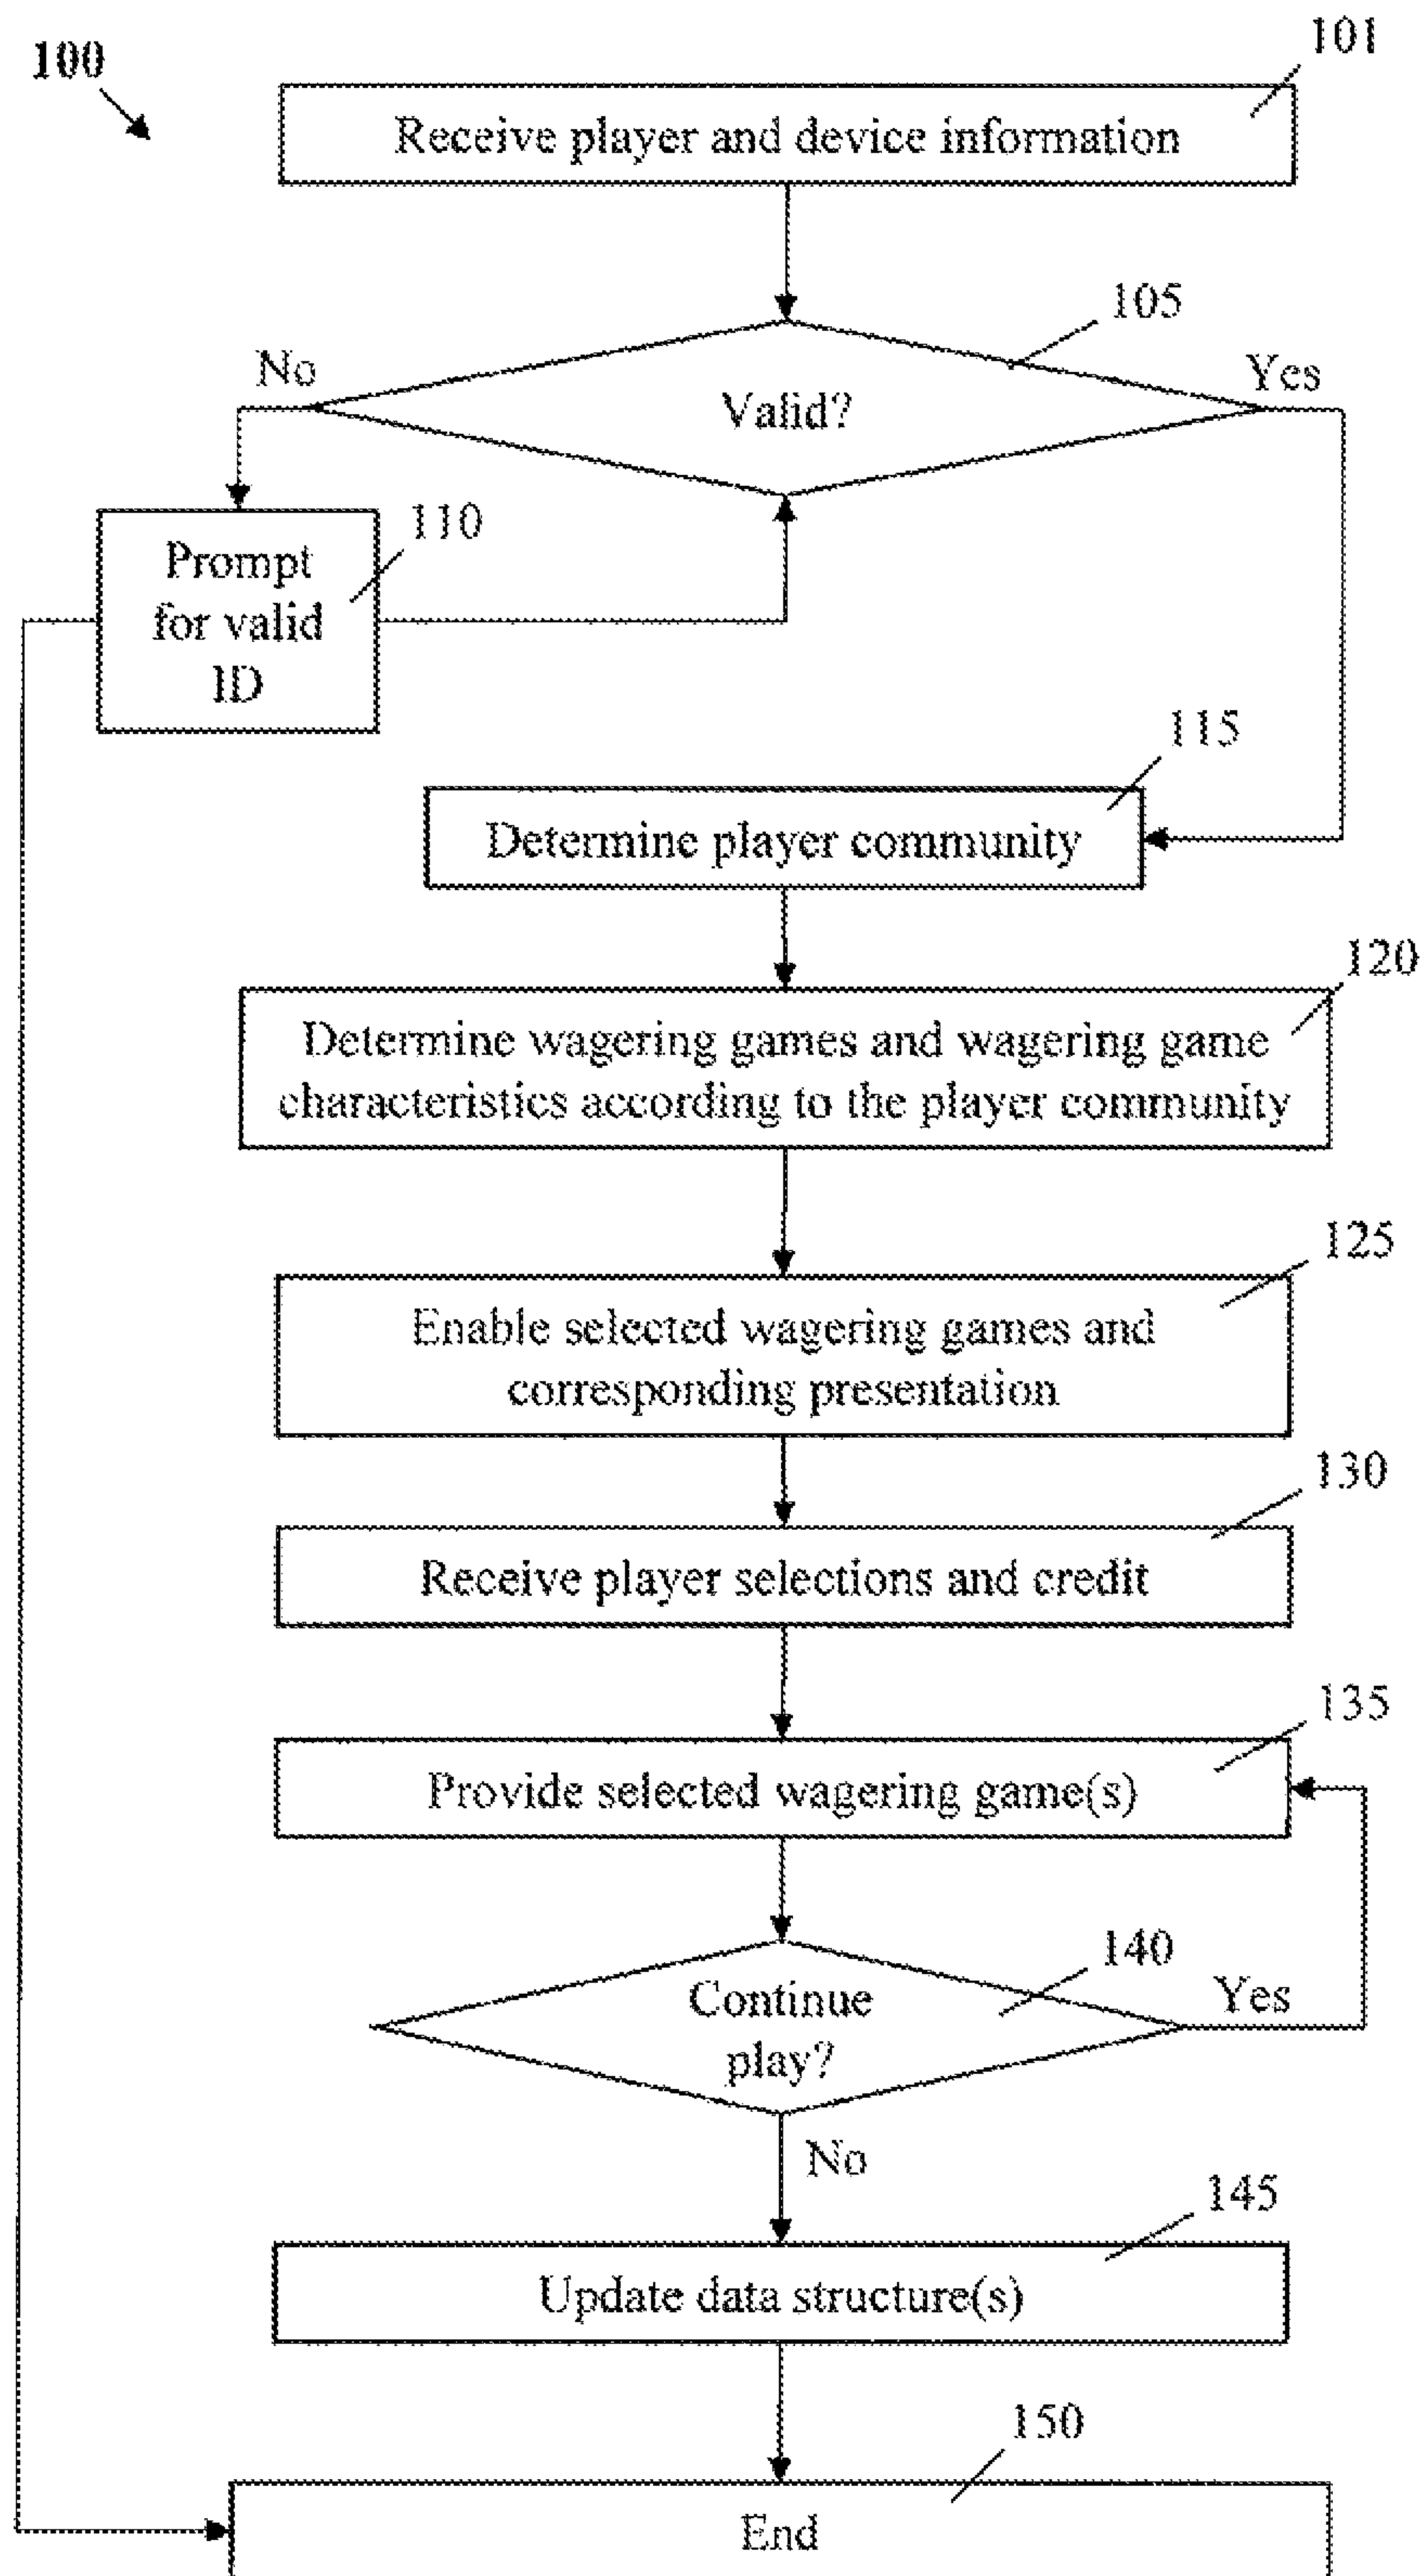 100
101
Receive player and device information
105
No
Yes
Valid?
110
Prompt
for valid
ID
115
Determine player community
120
Determine wagering games and wagering game
characteristics according to the player community
125
Enable selected wagering games and
corresponding presentation
130
Receive player selections and credit
135
Provide selected wagering game(s)
140
Continue
play?
Yes
No
145
Update data structure(s)
150
End